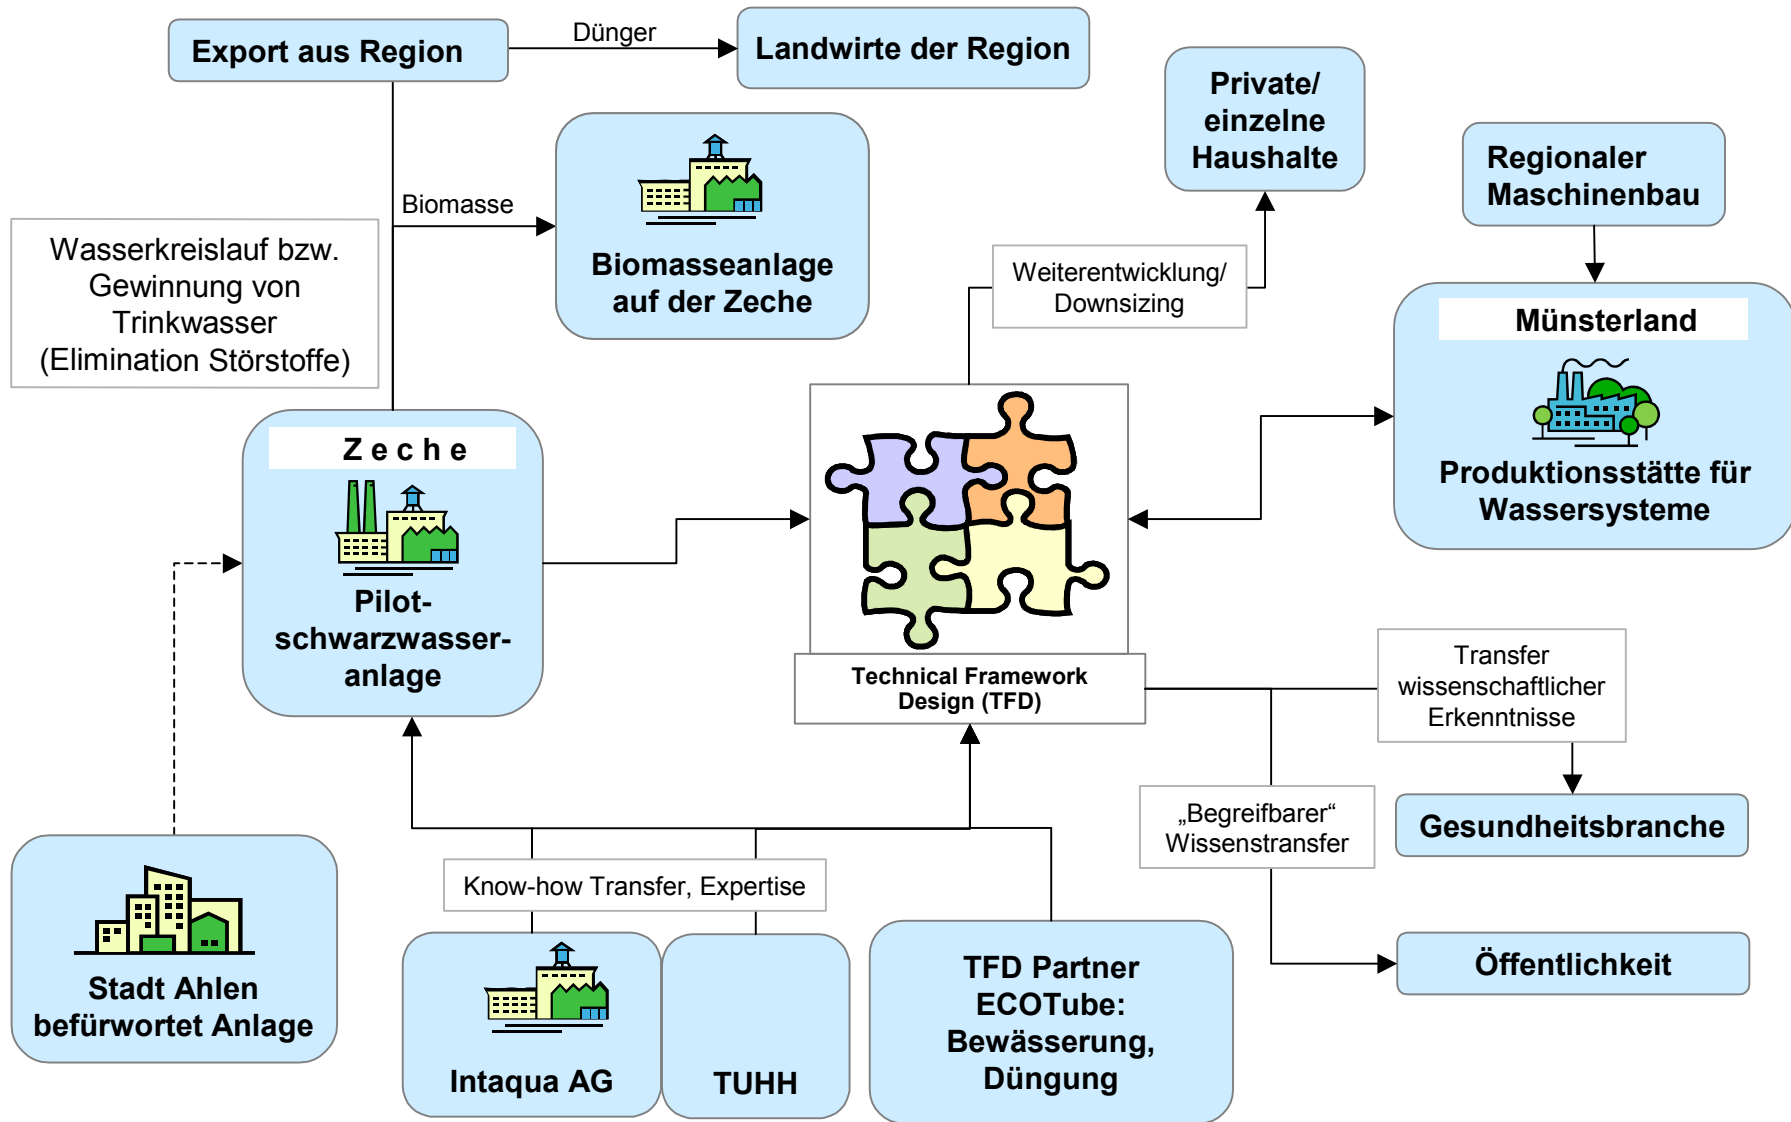 Export aus Region
Dünger
Landwirte der Region
Private/
einzelne
Haushalte
Regionaler
Maschinenbau
Biomasse
Biomasseanlage
auf der Zeche
Wasserkreislauf bzw.
Gewinnung von
Trinkwasser
(Elimination Störstoffe)
Weiterentwicklung/
Downsizing
Münsterland
Produktionsstätte für
Wassersysteme
Z e c h e
Pilot-
schwarzwasser-
anlage
Technical Framework
Design (TFD)
Transfer
wissenschaftlicher
Erkenntnisse
„Begreifbarer“
Wissenstransfer
Gesundheitsbranche
Öffentlichkeit
Know-how Transfer, Expertise
Stadt Ahlen
befürwortet Anlage
Intaqua AG
TUHH
TFD Partner
ECOTube:
Bewässerung,
Düngung